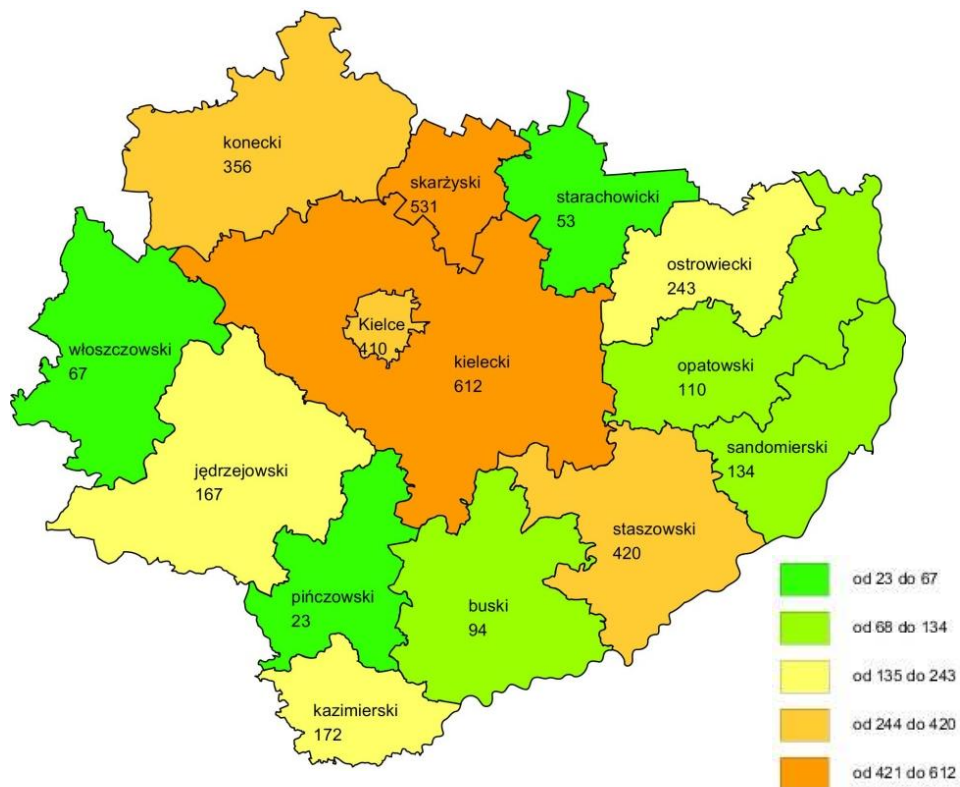 konecki
356
skarżyski
531
starachowicki
53
ostrowiecki
243
Kielce
410
kielecki
612
włoszczowski
67
opatowski
110
sandomierski
134
jędrzejowski
167
staszowski
420
pińczowski
23
buski
94
kazimierski
172
od 23 do 67
od 68 do 134
od 135 do 243
od 244 do 420
od 421 do 612